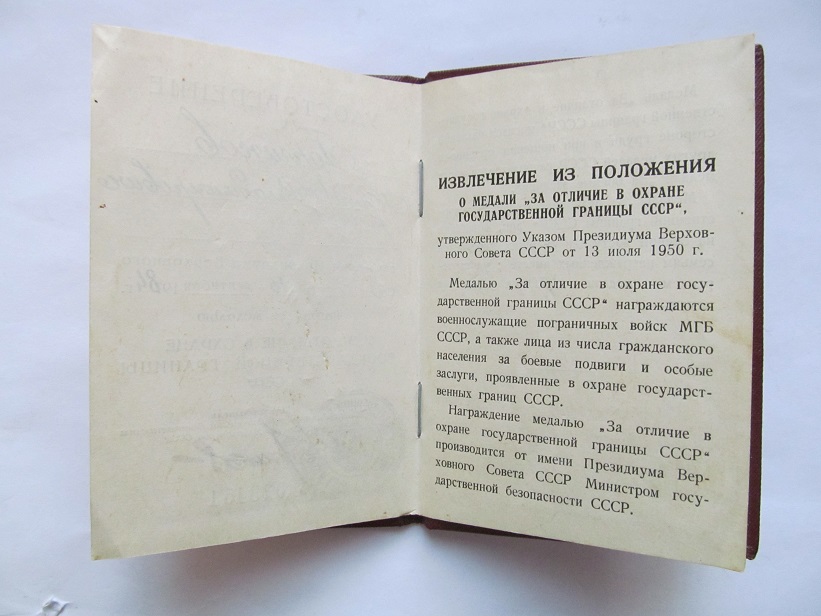 ИЗВЛЕЧЕНИЕ ИЗ ПОЛОЖЕНИЯ
О МЕДАЛИ „ЗА ОТЛИЧИЕ В ОХРАНЕ
ГОСУДАРСТВЕННОЙ ГРАНИЦЫ СССР“,
утвержденного Указом Президиума Верхов-
ного Совета СССР от 13 июля 1950 г.
Медалью „За отличие в охране госу-
дарственной границы СССР“ награждаются
военнослужащие пограничных войск МГБ
СССР, а также лица из числа гражданского
населения за боевые подвиги и особые
заслуги, проявленные в охране государст-
венных границ СССР.
Награждение медалью „За отличие в
охране государственной границы СССР“
производится от имени Президиума Вер-
ховного Совета СССР Министром госу-
дарственной безопасности СССР.